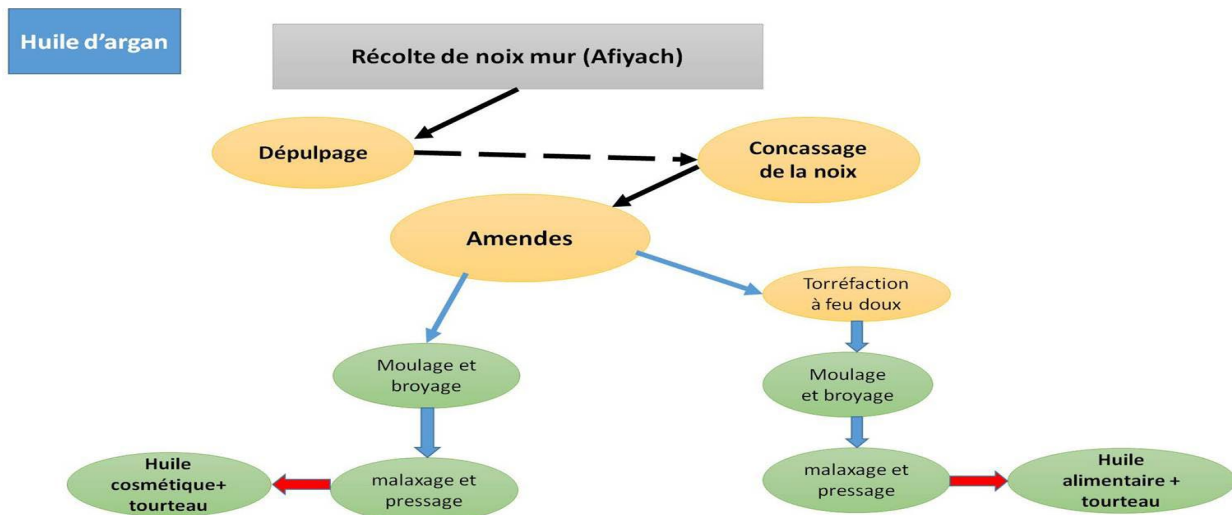 Huile d'argan
Récolte de noix mur (Afiyach)
Dépulpage
Concassage
de la noix
Amendes
Torréfaction
à feu doux
Moulage et
broyage
Moulage
et broyage
malaxage et
pressage
Huile
cosmétique+
tourteau
malaxage et
pressage
Huile
alimentaire +
tourteau